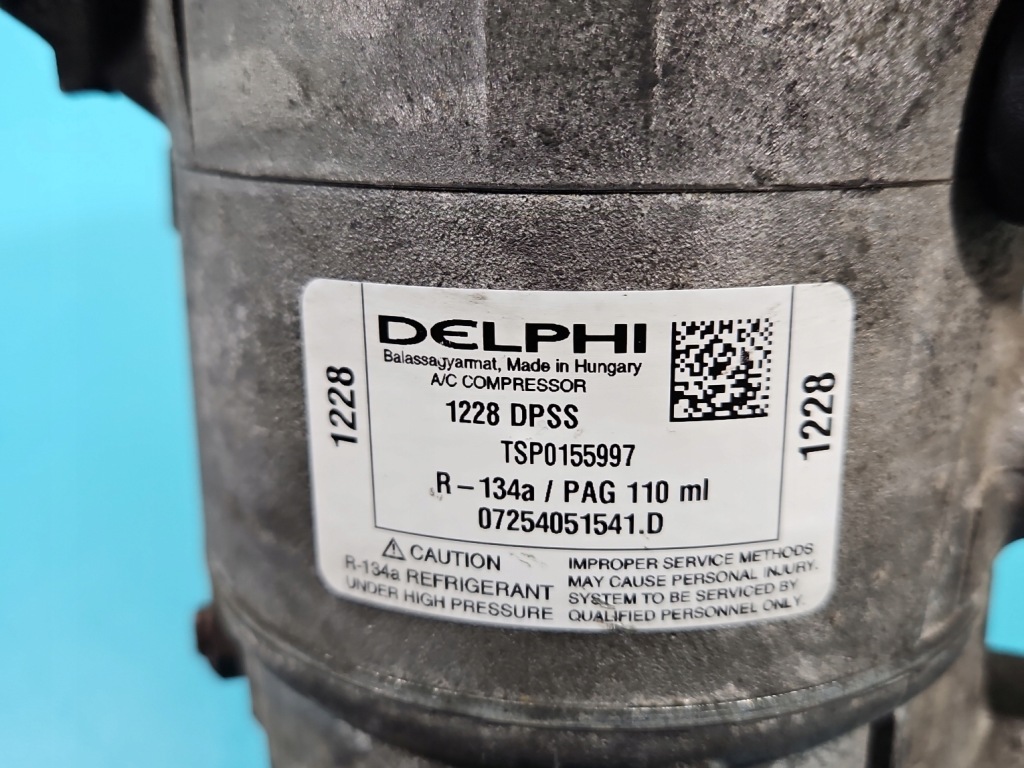 DELPHI
Balassagyarmat, Made in Hungary
A/C COMPRESSOR
1228 DPSS
TSP0155997
R-134a / PAG 110 ml
07254051541.D
1228
1228
⚠ CAUTION
R-134a REFRIGERANT
UNDER HIGH PRESSURE
IMPROPER SERVICE METHODS
MAY CAUSE PERSONAL INJURY.
SYSTEM TO BE SERVICED BY
QUALIFIED PERSONNEL ONLY.